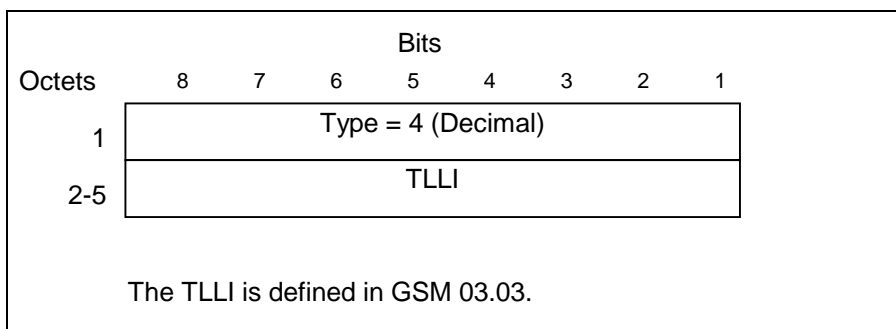 Bits
Octets 8 7 6 5 4 3 2 1
1 Type = 4 (Decimal)
2-5 TLLI
The TLLI is defined in GSM 03.03.